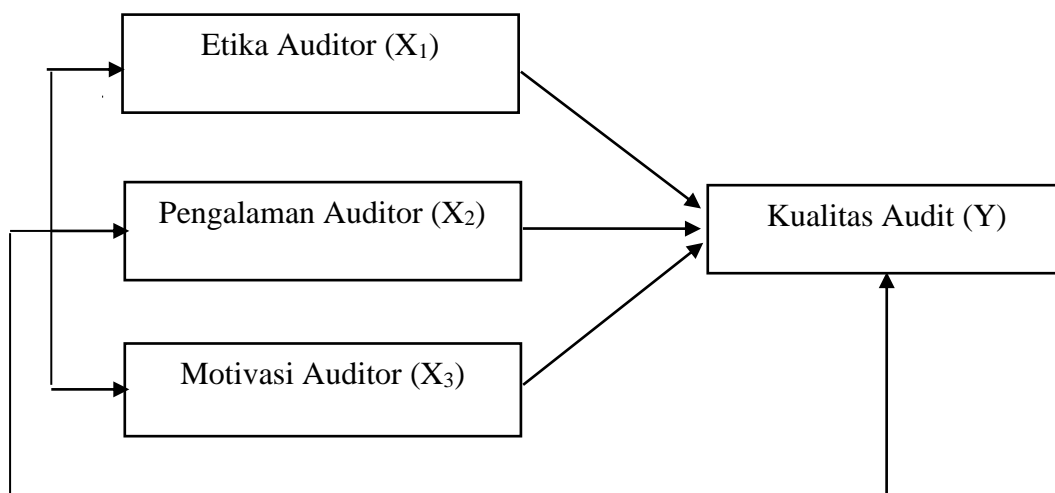 Etika Auditor (X₁)
Pengalaman Auditor (X₂)
Kualitas Audit (Y)
Motivasi Auditor (X₃)